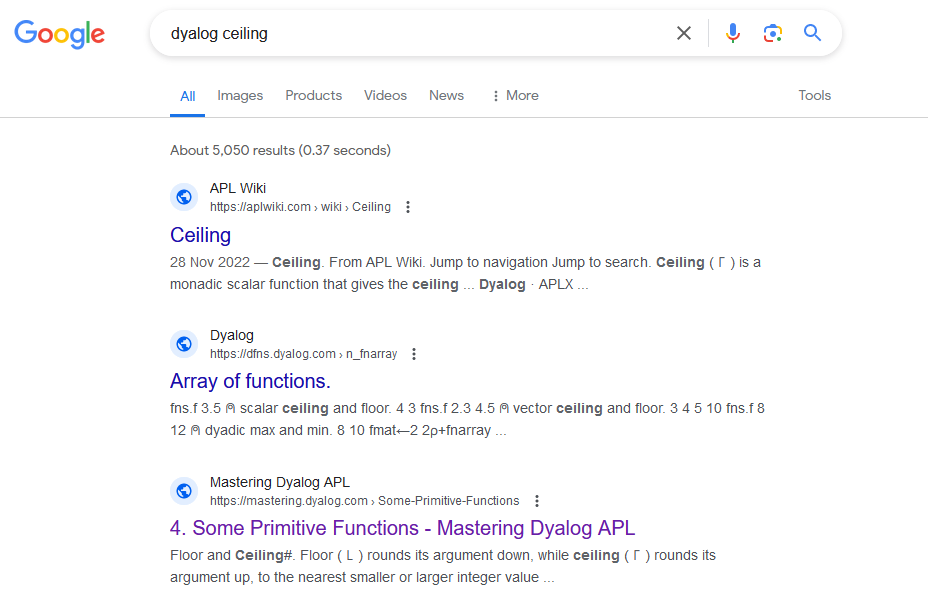 Google
dyalog ceiling
All Images Products Videos News More Tools
About 5,050 results (0.37 seconds)
APL Wiki
https://aplwiki.com › wiki › Ceiling
Ceiling
28 Nov 2022 — Ceiling. From APL Wiki. Jump to navigation Jump to search. Ceiling ( ⌈ ) is a
monadic scalar function that gives the ceiling ... Dyalog · APLX ...
Dyalog
https://dfns.dyalog.com › n_fnarray
Array of functions.
fns.f 3.5 ⍝ scalar ceiling and floor. 4 3 fns.f 2.3 4.5 ⍝ vector ceiling and floor. 3 4 5 10 fns.f 8
12 ⍝ dyadic max and min. 8 10 fmat←2 2⍴+fnarray ...
Mastering Dyalog APL
https://mastering.dyalog.com › Some-Primitive-Functions
4. Some Primitive Functions - Mastering Dyalog APL
Floor and Ceiling#. Floor ( ⌊ ) rounds its argument down, while ceiling ( ⌈ ) rounds its
argument up, to the nearest smaller or larger integer value ...